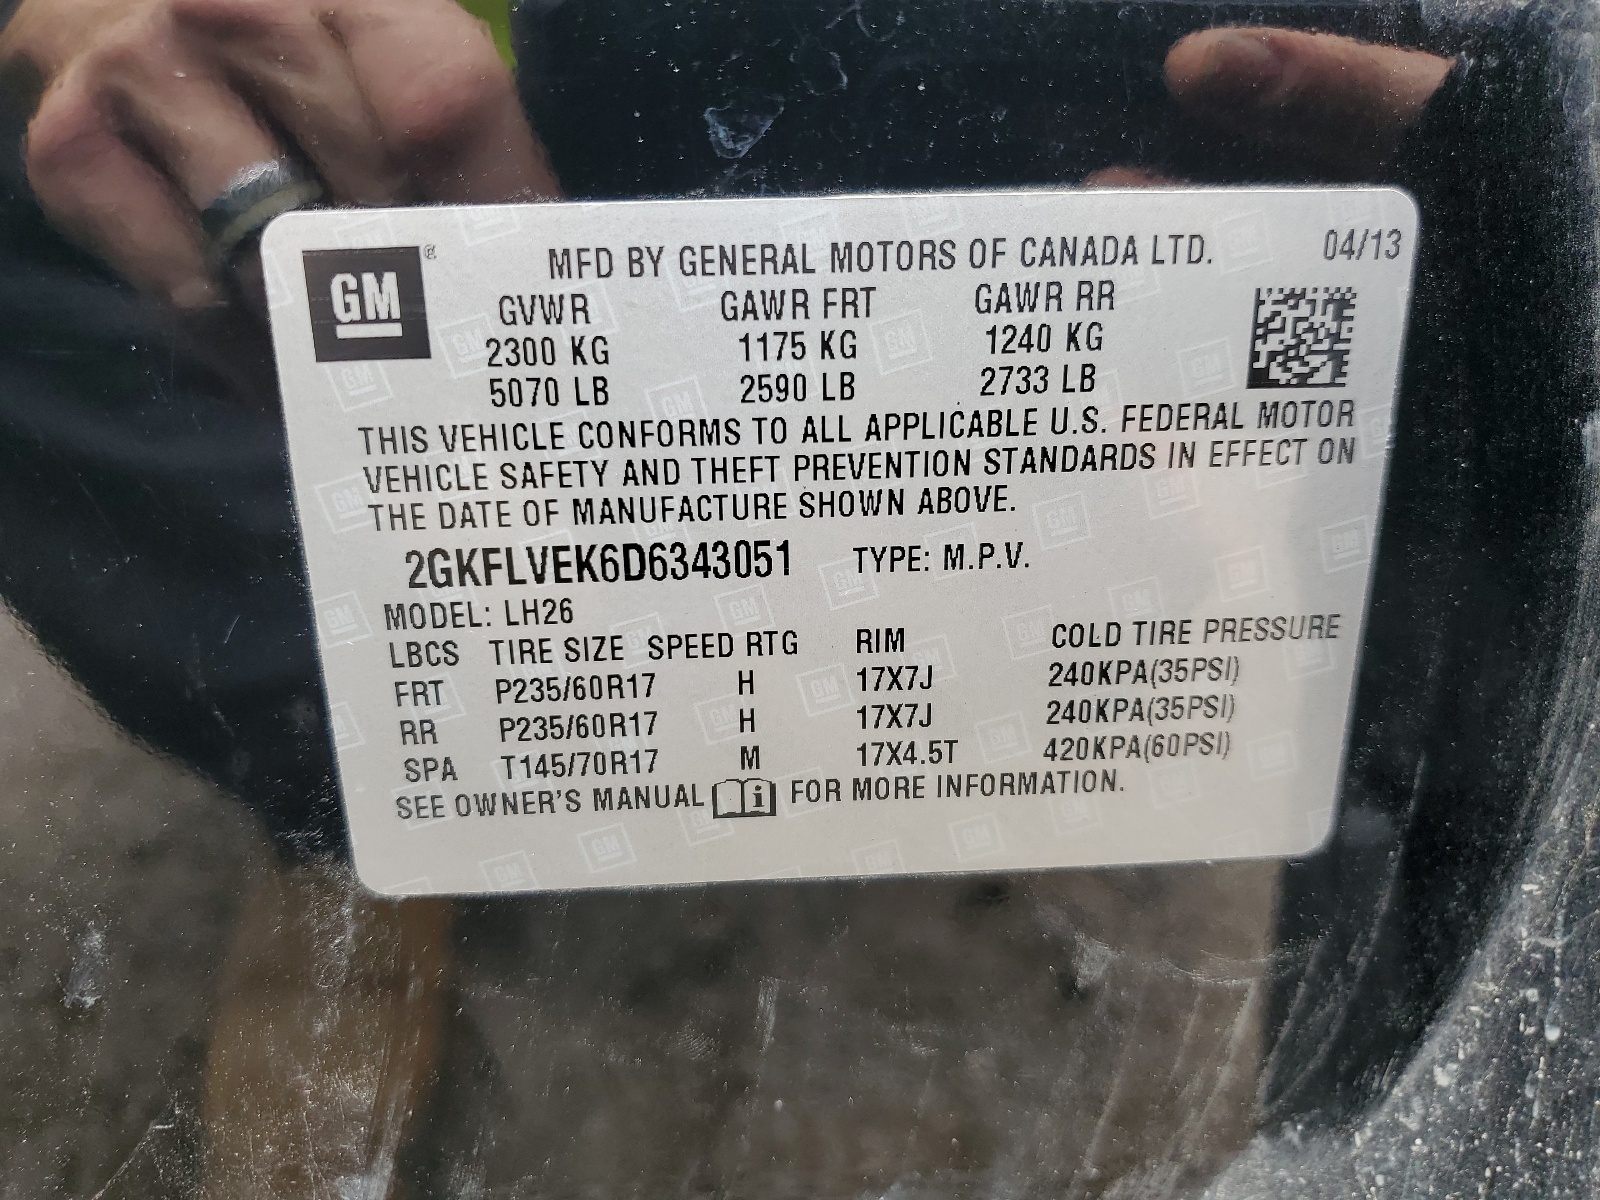 GM ®
MFD BY GENERAL MOTORS OF CANADA LTD. 04/13
GVWR GAWR FRT GAWR RR
2300 KG 1175 KG 1240 KG
5070 LB 2590 LB 2733 LB
THIS VEHICLE CONFORMS TO ALL APPLICABLE U.S. FEDERAL MOTOR
VEHICLE SAFETY AND THEFT PREVENTION STANDARDS IN EFFECT ON
THE DATE OF MANUFACTURE SHOWN ABOVE.
2GKFLVEK6D6343051 TYPE: M.P.V.
MODEL: LH26
LBCS TIRE SIZE SPEED RTG RIM COLD TIRE PRESSURE
FRT P235/60R17 H 17X7J 240KPA(35PSI)
RR P235/60R17 H 17X7J 240KPA(35PSI)
SPA T145/70R17 M 17X4.5T 420KPA(60PSI)
SEE OWNER'S MANUAL i FOR MORE INFORMATION.